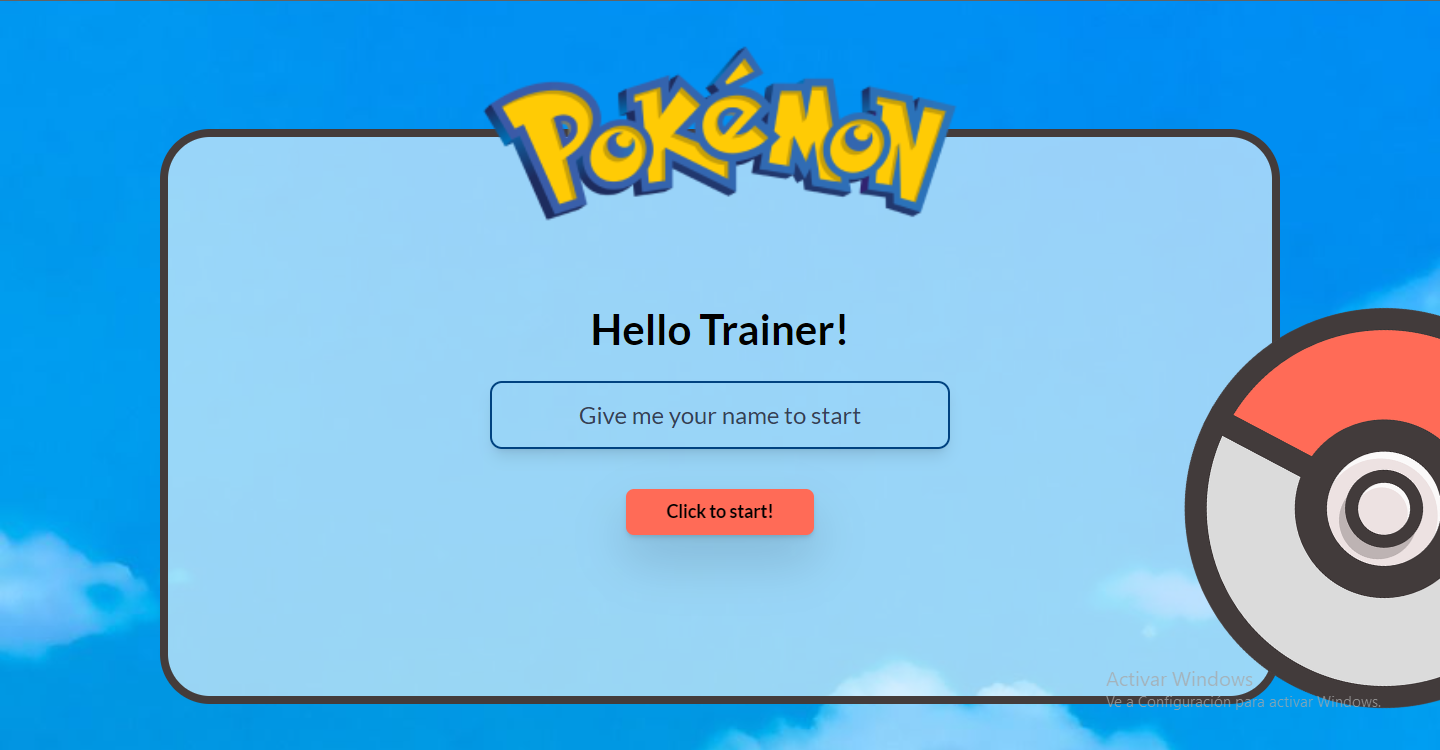 POKéMON
Hello Trainer!
Give me your name to start
Click to start!
Activar Windows
Ve a Configuración para activar Windows.